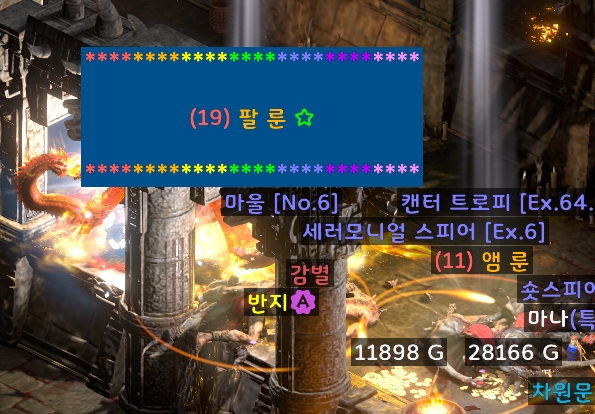 ****************************
(19) 팔 룬 ☆
****************************
마울 [No.6] 캔터 트로피 [Ex.64.
세러모니얼 스피어 [Ex.6]
(11) 앰 룬
감별
숏스피어
반지 A
마나(특
11898 G 28166 G
차원문